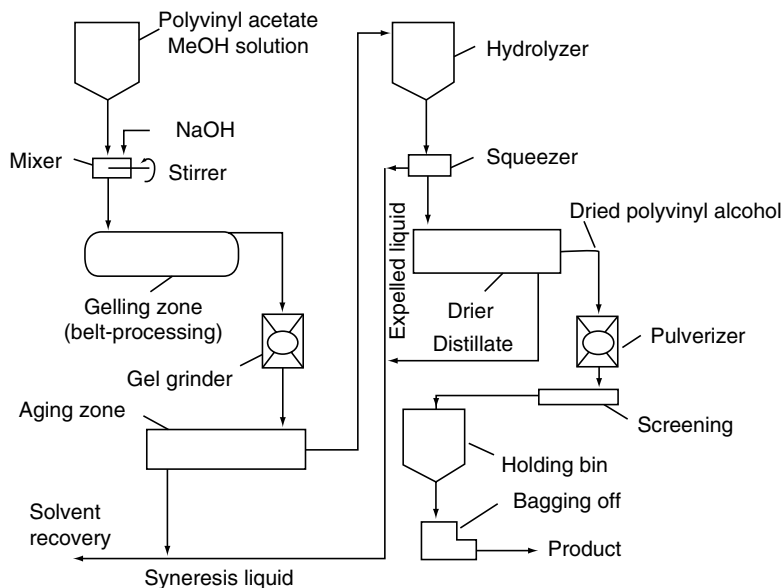 Polyvinyl acetate
MeOH solution
Hydrolyzer
NaOH
Mixer
Stirrer
Squeezer
Dried polyvinyl alcohol
Expelled liquid
Gelling zone
(belt-processing)
Drier
Distillate
Pulverizer
Gel grinder
Aging zone
Screening
Holding bin
Solvent
recovery
Bagging off
Product
Syneresis liquid